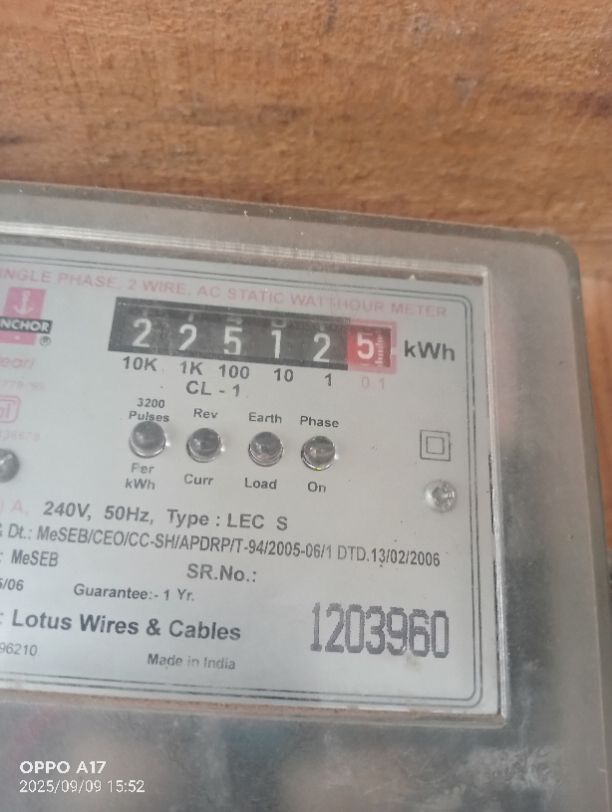 SINGLE PHASE, 2 WIRE, AC STATIC WATTHOUR METER
ANCHOR
®
2 2 5 1 2 5 kWh
10K 1K 100 10 1 0.1
CL - 1
3200 Pulses Per kWh
Rev Curr
Earth Load
Phase On
A, 240V, 50Hz, Type : LEC S
& Dt.: MeSEB/CEO/CC-SH/APDRP/T-94/2005-06/1 DTD.13/02/2006
: MeSEB
SR.No.:
/06 Guarantee:- 1 Yr.
: Lotus Wires & Cables
1203960
96210
Made in India
OPPO A17
2025/09/09 15:52